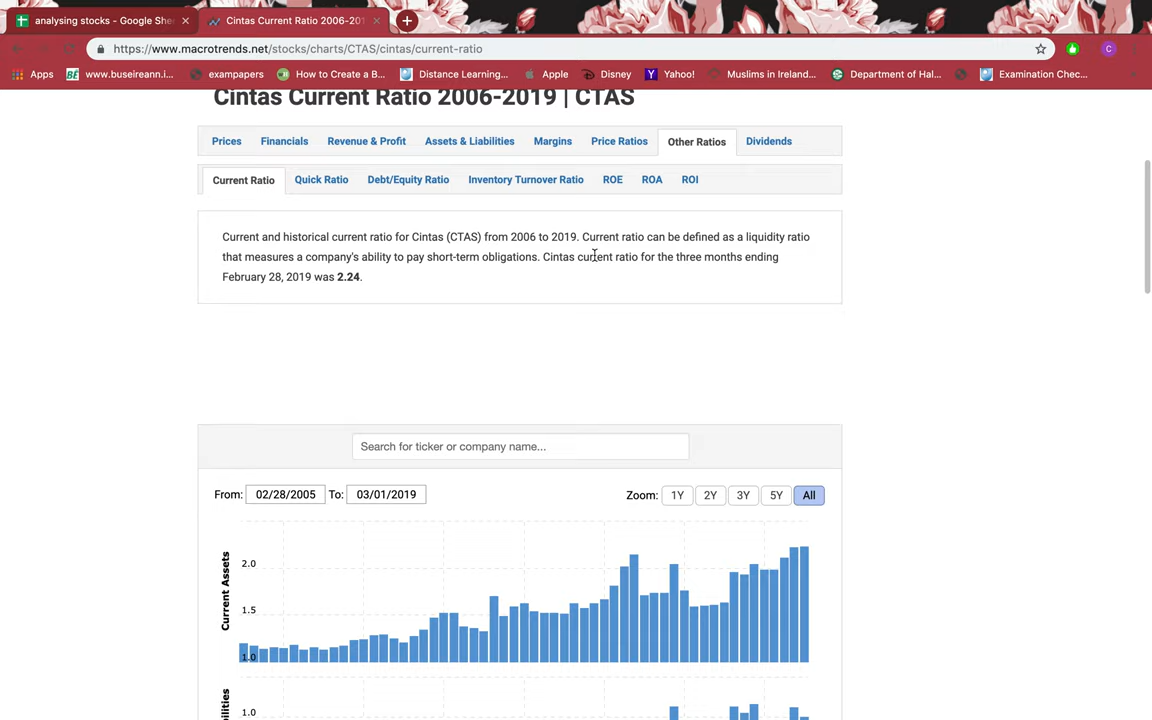 analysing stocks - Google She
Cintas Current Ratio 2006-201
https://www.macrotrends.net/stocks/charts/CTAS/cintas/current-ratio
C
Apps BÉ www.buseireann.i... exampapers How to Create a B... Distance Learning,... Apple Disney Yahoo! Muslims in Ireland... Department of Hal... Examination Chec...
Cintas Current Ratio 2006-2019 | CTAS
Prices Financials Revenue & Profit Assets & Liabilities Margins Price Ratios Other Ratios Dividends
Current Ratio Quick Ratio Debt/Equity Ratio Inventory Turnover Ratio ROE ROA ROI
Current and historical current ratio for Cintas (CTAS) from 2006 to 2019. Current ratio can be defined as a liquidity ratio
that measures a company's ability to pay short-term obligations. Cintas current ratio for the three months ending
February 28, 2019 was 2.24.
Search for ticker or company name...
From: 02/28/2005 To: 03/01/2019 Zoom: 1Y 2Y 3Y 5Y All
Current Assets
2.0
1.5
1.0
bilities
1.0